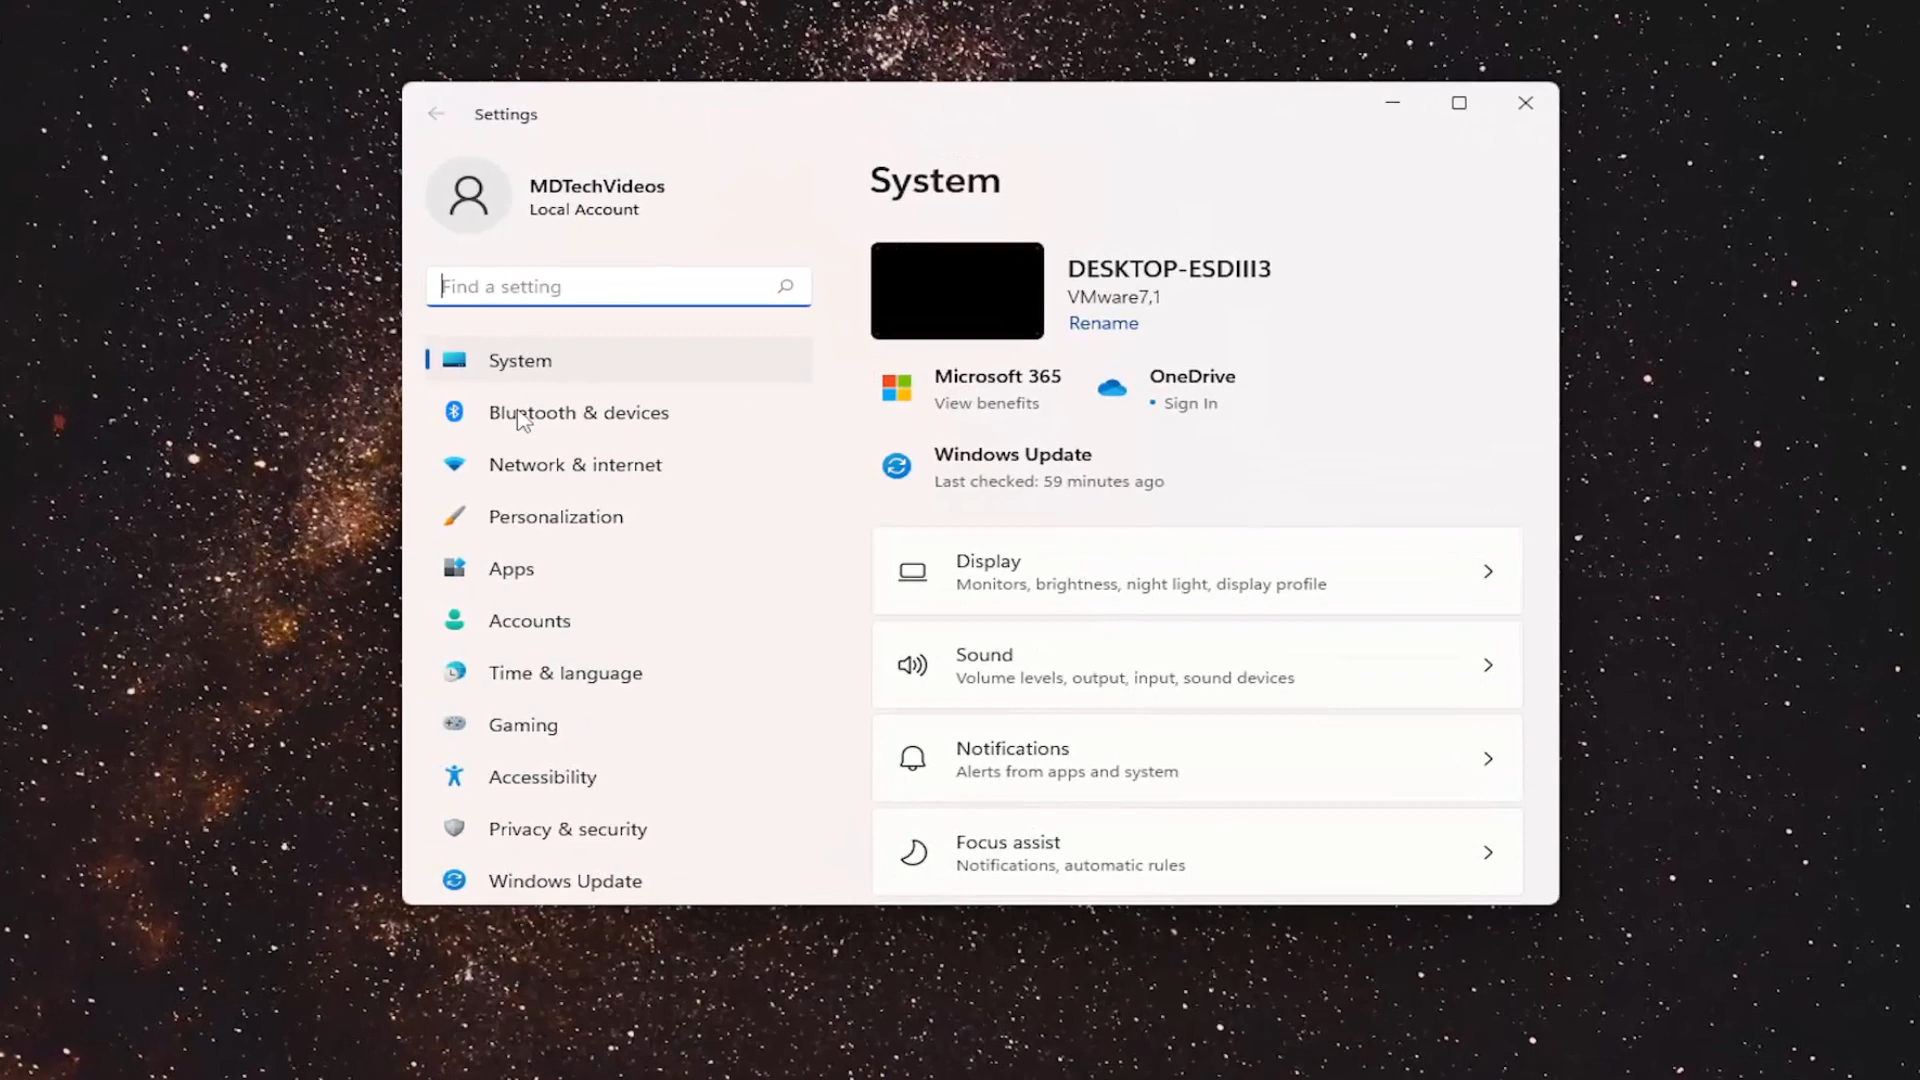 Settings
MDTechVideos
Local Account
Find a setting
System
Bluetooth & devices
Network & internet
Personalization
Apps
Accounts
Time & language
Gaming
Accessibility
Privacy & security
Windows Update
System
DESKTOP-ESDIII3
VMware7,1
Rename
Microsoft 365
View benefits
OneDrive
• Sign In
Windows Update
Last checked: 59 minutes ago
Display
Monitors, brightness, night light, display profile
Sound
Volume levels, output, input, sound devices
Notifications
Alerts from apps and system
Focus assist
Notifications, automatic rules